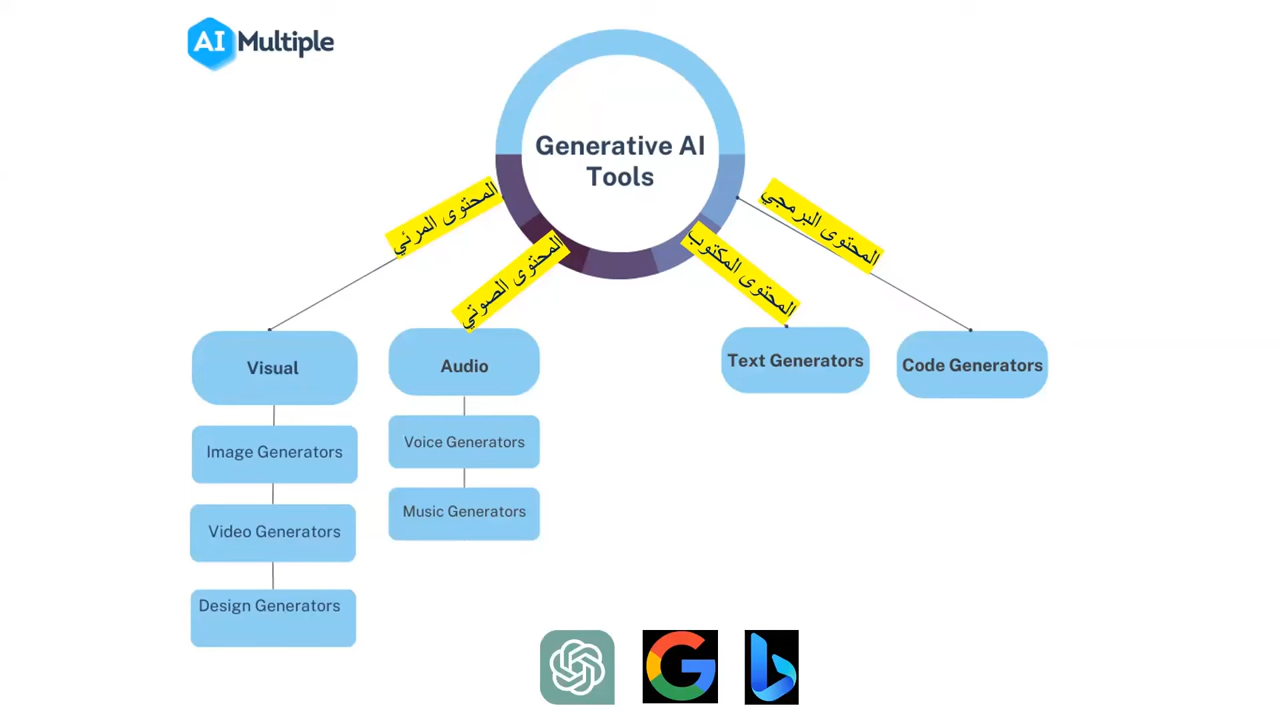 AI Multiple
Generative AI
Tools
المحتوى المرئي
المحتوى الصوتي
المحتوى المكتوب
المحتوى البرمجي
Visual
Audio
Text Generators
Code Generators
Image Generators
Voice Generators
Video Generators
Music Generators
Design Generators